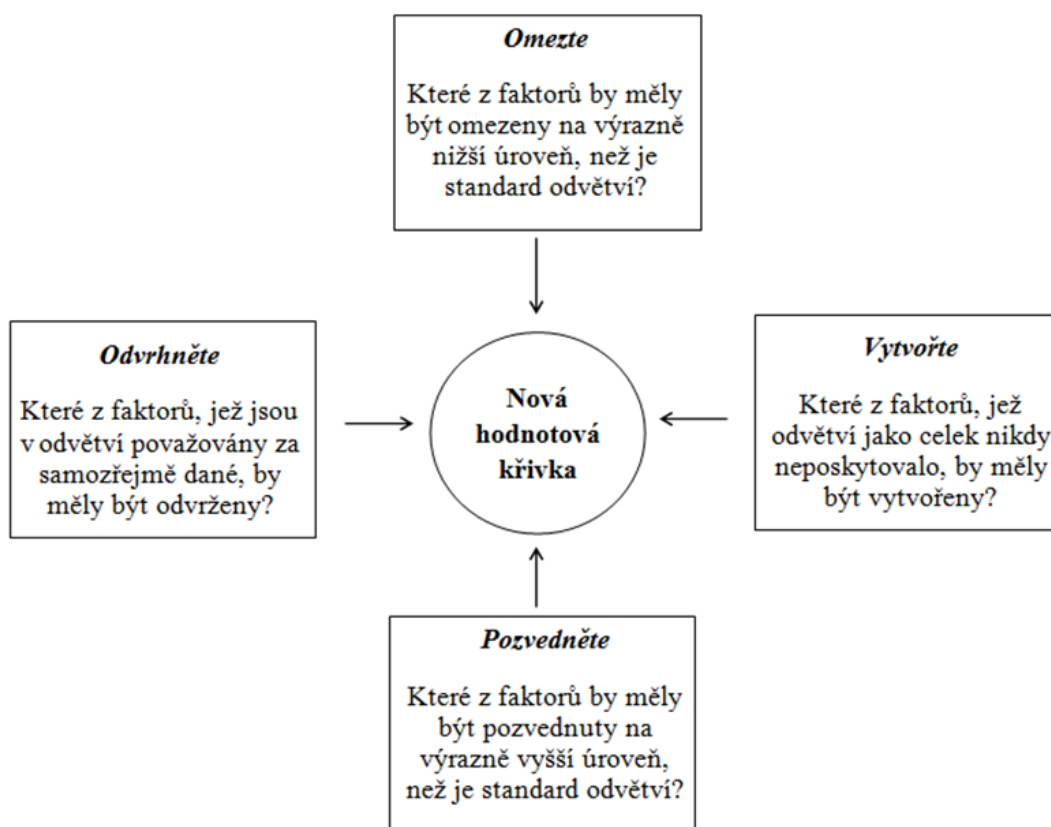 Omezte
Které z faktorů by měly
být omezeny na výrazně
nižší úroveň, než je
standard odvětví?
Odvrhněte
Které z faktorů, jež jsou
v odvětví považovány za
samozřejmě dané, by
měly být odvrženy?
Nová
hodnotová
křivka
Vytvořte
Které z faktorů, jež
odvětví jako celek nikdy
neposkytovalo, by měly
být vytvořeny?
Pozvedněte
Které z faktorů by měly
být pozvednuty na
výrazně vyšší úroveň,
než je standard odvětví?